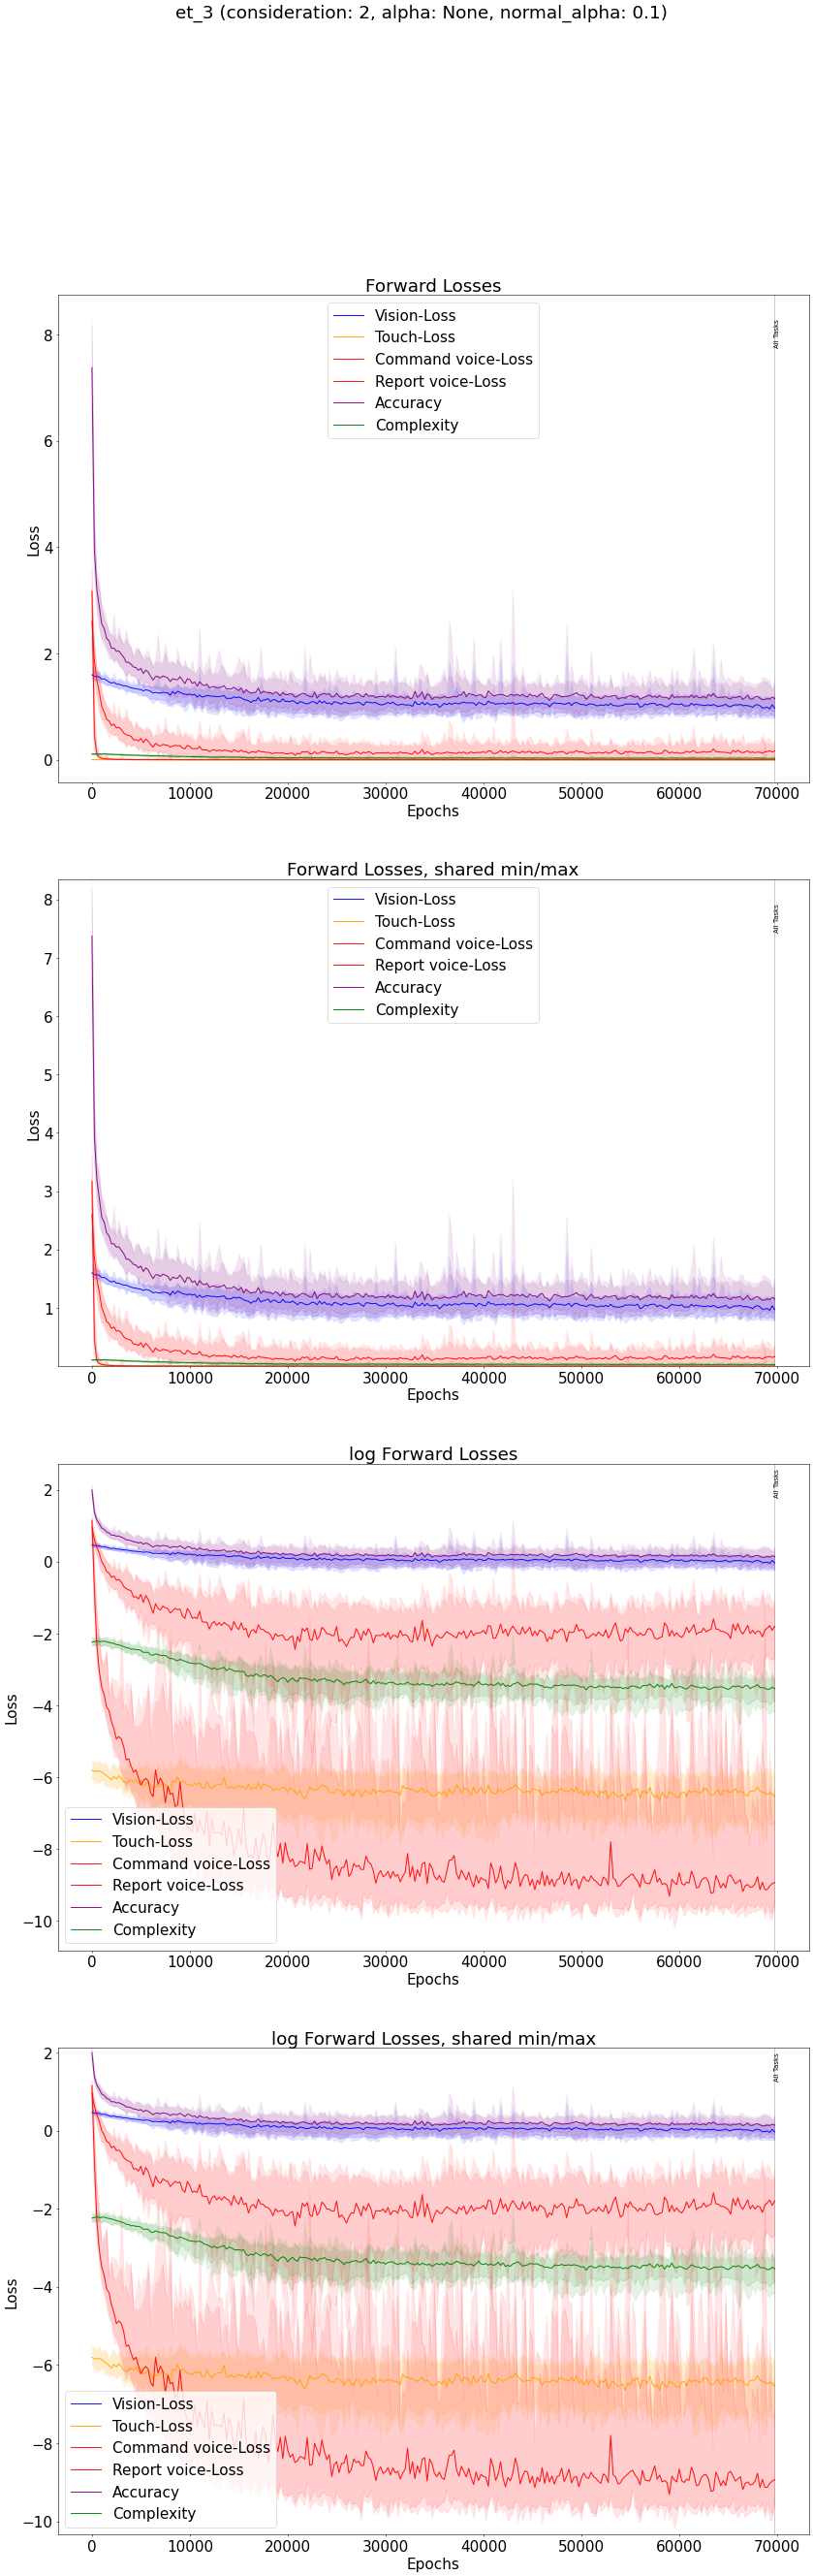 et_3 (consideration: 2, alpha: None, normal_alpha: 0.1)
Forward Losses
Vision-Loss
Touch-Loss
Command voice-Loss
Report voice-Loss
Accuracy
Complexity
All Tasks
8
6
4
2
0
Loss
0 10000 20000 30000 40000 50000 60000 70000
Epochs
Forward Losses, shared min/max
Vision-Loss
Touch-Loss
Command voice-Loss
Report voice-Loss
Accuracy
Complexity
All Tasks
8
7
6
5
4
3
2
1
Loss
0 10000 20000 30000 40000 50000 60000 70000
Epochs
log Forward Losses
All Tasks
2
0
−2
−4
−6
−8
−10
Loss
Vision-Loss
Touch-Loss
Command voice-Loss
Report voice-Loss
Accuracy
Complexity
0 10000 20000 30000 40000 50000 60000 70000
Epochs
log Forward Losses, shared min/max
All Tasks
2
0
−2
−4
−6
−8
−10
Loss
Vision-Loss
Touch-Loss
Command voice-Loss
Report voice-Loss
Accuracy
Complexity
0 10000 20000 30000 40000 50000 60000 70000
Epochs